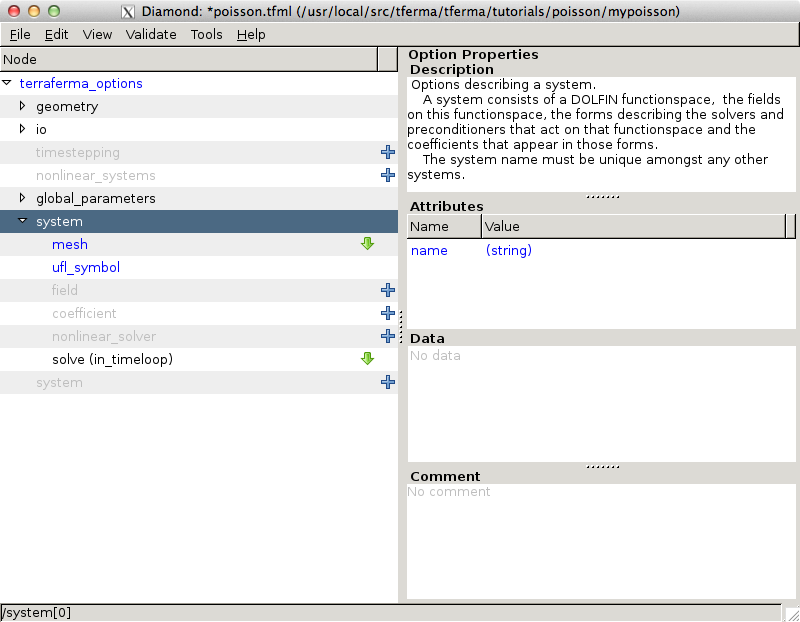 Diamond: *poisson.tfml (/usr/local/src/tferma/tferma/tutorials/poisson/mypoisson)
File Edit View Validate Tools Help
Node
terraferma_options
geometry
io
timestepping
nonlinear_systems
global_parameters
system
mesh
ufl_symbol
field
coefficient
nonlinear_solver
solve (in_timeloop)
system
Option Properties
Description
Options describing a system.
A system consists of a DOLFIN functionspace, the fields
on this functionspace, the forms describing the solvers and
preconditioners that act on that functionspace and the
coefficients that appear in those forms.
The system name must be unique amongst any other
systems.
Attributes
Name Value
name (string)
Data
No data
Comment
No comment
/system[0]